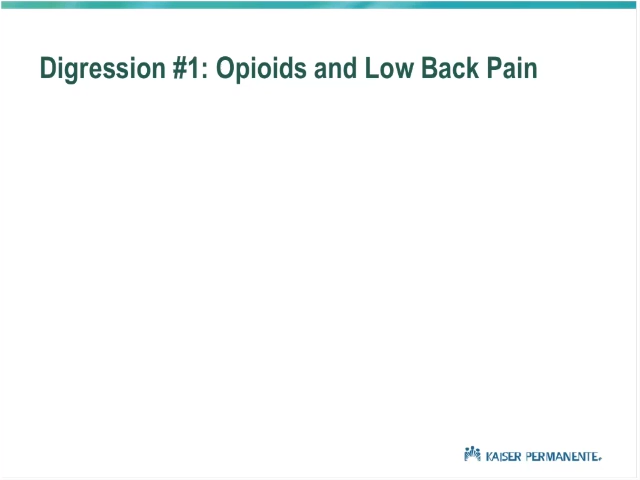 Digression #1: Opioids and Low Back Pain
KAISER PERMANENTE.